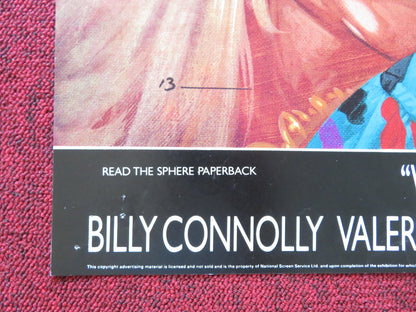 13
READ THE SPHERE PAPERBACK
"
BILLY CONNOLLY VALER
This copyright advertising material is licensed and not sold and is the property of National Screen Service Ltd. and upon completion of the exhibition for whic